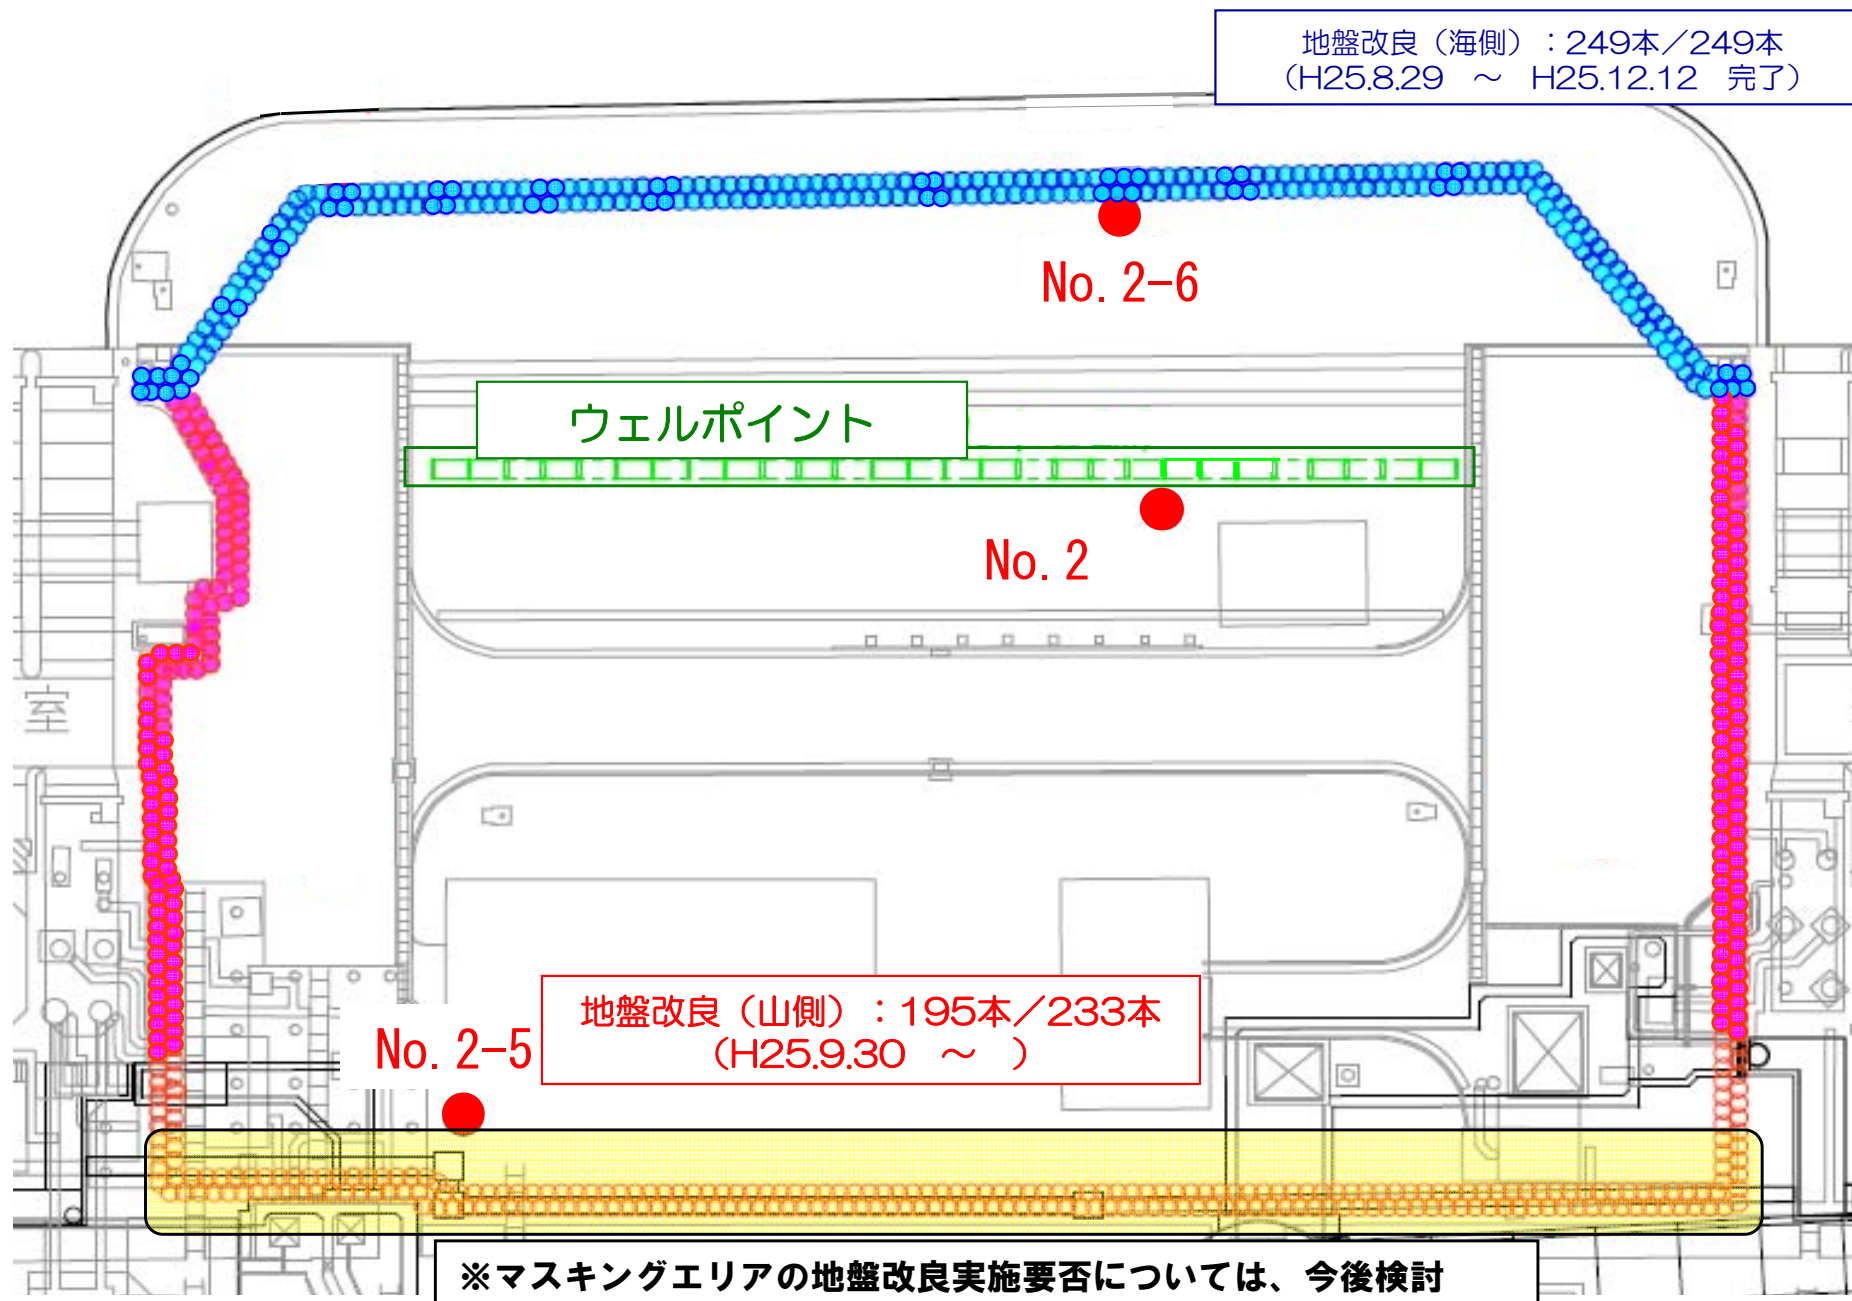 地盤改良（海側）：249本／249本
（H25.8.29　～　H25.12.12　完了）
No. 2-6
ウェルポイント
No. 2
室
地盤改良（山側）：195本／233本
（H25.9.30　～　）
No. 2-5
※マスキングエリアの地盤改良実施要否については、今後検討